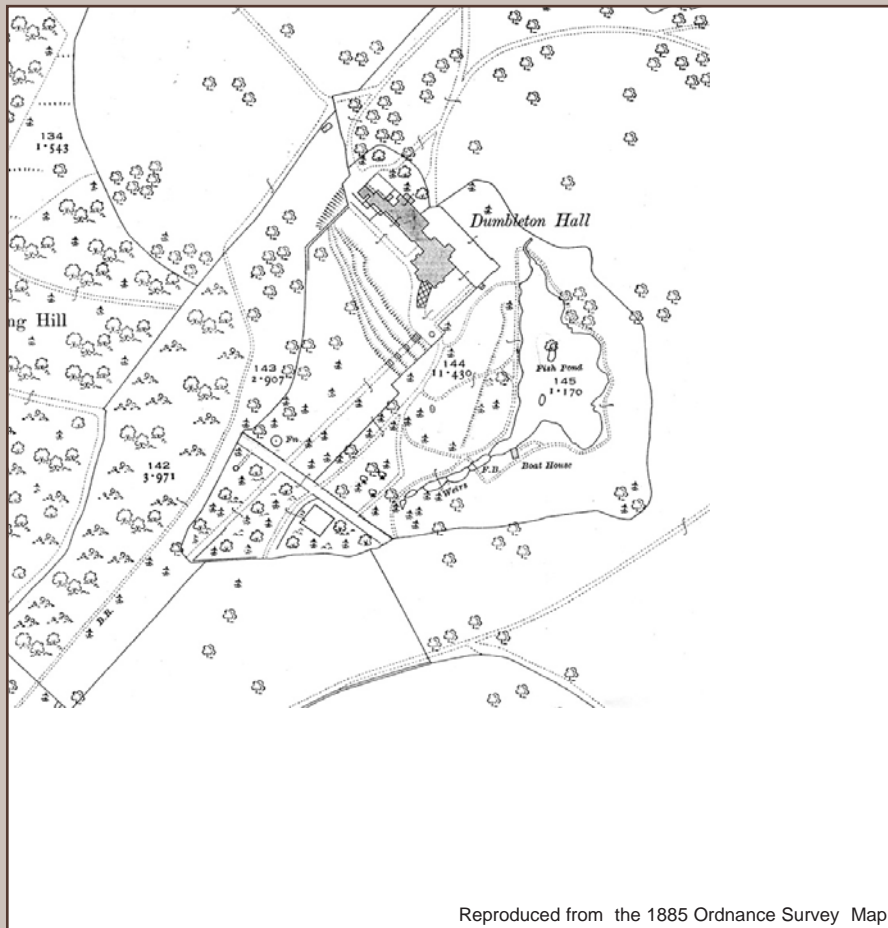 134
1·543
Dumbleton Hall
ng Hill
143
2·907
144
11·430
Fish Pond
145
1·170
Fn.
142
3·971
F.B.
Boat House
Weirs
B.R.
Reproduced from the 1885 Ordnance Survey Map